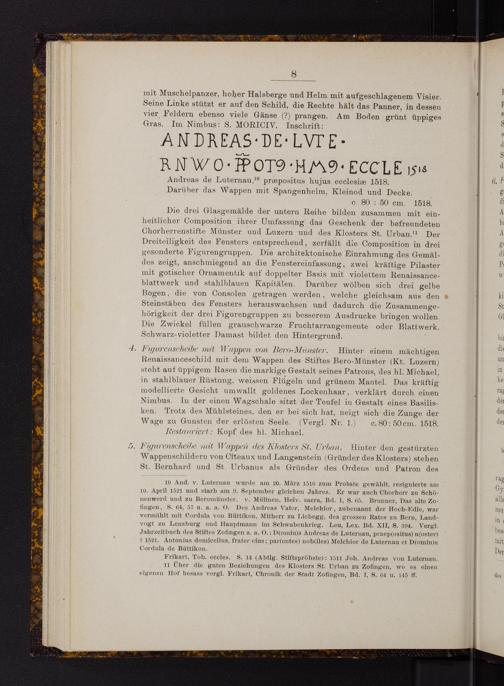 8
mit Muschelpanzer, hoher Halsberge und Helm mit aufgeschlagenem Visier.
Seine Linke stützt er auf den Schild, die Rechte hält das Panner, in dessen
vier Feldern ebenso viele Gänse (?) prangen. Am Boden grünt üppiges
Gras. Im Nimbus: S. MORICIV. Inschrift:
ANDREAS·DE·LVTE·
RNWO·PPOT9·HM9·ECCLE 1518
Andreas de Luternau,10 præpositus hujus ecclesiæ 1518.
Darüber das Wappen mit Spangenhelm, Kleinod und Decke.
c. 80 : 50 cm. 1518.
Die drei Glasgemälde der untern Reihe bilden zusammen mit ein-
heitlicher Composition ihrer Umfassung das Geschenk der befreundeten
Chorherrenstifte Münster und Luzern und des Klosters St. Urban.11 Der
Dreiteiligkeit des Fensters entsprechend, zerfällt die Composition in drei
gesonderte Figurengruppen. Die architektonische Einrahmung des Gemäl-
des zeigt, anschmiegend an die Fenstereinfassung, zwei kräftige Pilaster
mit gotischer Ornamentik auf doppelter Basis mit violettem Renaissance-
blattwerk und stahlblauen Kapitälen. Darüber wölben sich drei gelbe
Bogen, die von Consolen getragen werden, welche gleichsam aus den
Steinstäben des Fensters herauswachsen und dadurch die Zusammenge-
hörigkeit der drei Figurengruppen zu besserem Ausdrucke bringen wollen.
Die Zwickel füllen grauschwarze Fruchtarrangemente oder Blattwerk.
Schwarz-violetter Damast bildet den Hintergrund.
4. Figurenscheibe mit Wappen von Bero-Münster. Hinter einem mächtigen
Renaissanceschild mit dem Wappen des Stiftes Bero-Münster (Kt. Luzern)
steht auf üppigem Rasen die markige Gestalt seines Patrons, des hl. Michael,
in stahlblauer Rüstung, weissen Flügeln und grünem Mantel. Das kräftig
modellierte Gesicht umwallt goldenes Lockenhaar, verklärt durch einen
Nimbus. In der einen Wagschale sitzt der Teufel in Gestalt eines Basilis-
ken. Trotz des Mühlsteines, den er bei sich hat, neigt sich die Zunge der
Wage zu Gunsten der erlösten Seele. (Vergl. Nr. 1.) c. 80 : 50 cm. 1518.
Restauriert: Kopf des hl. Michael.
5. Figurenscheibe mit Wappen des Klosters St. Urban. Hinter den gestürzten
Wappenschildern von Cîteaux und Langstein (Gründer des Klosters) stehen
St. Bernhard und St. Urbanus als Gründer des Ordens und Patron des
10 And. v. Luternau wurde am 20. März 1510 zum Probste gewählt, resignierte am
10. April 1521 und starb am 9. September gleichen Jahres. Er war auch Chorherr zu Schö-
nenwerd und zu Beromünster. v. Mülinen, Helv. sacra, Bd. I, S. 65. Brunner, Das alte Zo-
fingen, S. 64, 57 u. a. a. O. Des Andreas Vater, Melchior, zubenannt der Hoch-Edle, war
vermählt mit Cordula von Büttikon, Mitherr zu Liebegg, des grossen Rates zu Bern, Land-
vogt zu Lenzburg und Hauptmann im Schwabenkrieg. Leu, Lex. Bd. XII, S. 394. Vergl.
Jahrzeitbuch des Stiftes Zofingen a. a. O.: D(ominus Andreas de Luternau, praepositus) n(oster)
† 1521. Antonius domicellus, frater eius; par(entes) nobiles) Melchior de Luternau et D(omina)
Cordula de Büttikon.
Frikart, Tob. eccles. S. 14 (Abtlg. Stiftspröbste): 1511 Joh. Andreas von Luternau.
11 Über die guten Beziehungen des Klosters St. Urban zu Zofingen, wo es einen
eigenen Hof besass vergl. Frikart, Chronik der Stadt Zofingen, Bd. I, S. 64 u. 145 ff.